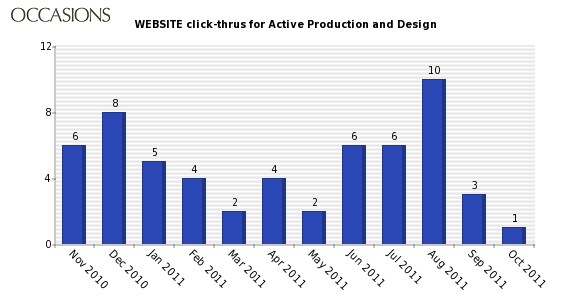 OCCASIONS
WEBSITE click-thrus for Active Production and Design
12
8
4
0
6
8
5
4
2
4
2
6
6
10
3
1
Nov 2010
Dec 2010
Jan 2011
Feb 2011
Mar 2011
Apr 2011
May 2011
Jun 2011
Jul 2011
Aug 2011
Sep 2011
Oct 2011